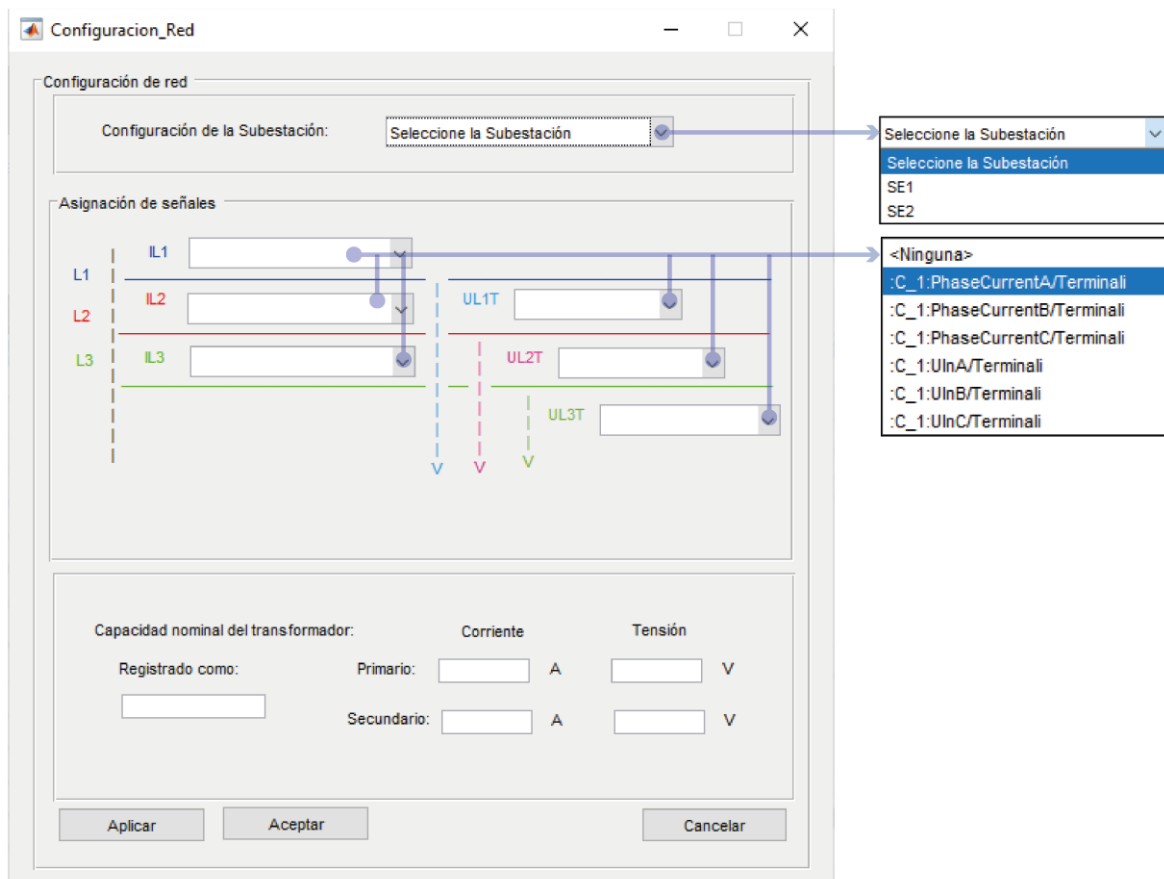 Configuracion_Red
Configuración de red
Configuración de la Subestación:
Seleccione la Subestación
Seleccione la Subestación
Seleccione la Subestación
SE1
SE2
Asignación de señales
IL1
L1
IL2
L2
IL3
L3
UL1T
UL2T
UL3T
V
V
V
<Ninguna>
:C_1:PhaseCurrentA/Terminali
:C_1:PhaseCurrentB/Terminali
:C_1:PhaseCurrentC/Terminali
:C_1:UInA/Terminali
:C_1:UInB/Terminali
:C_1:UInC/Terminali
Capacidad nominal del transformador:
Corriente
Tensión
Registrado como:
Primario:
A
V
Secundario:
A
V
Aplicar
Aceptar
Cancelar